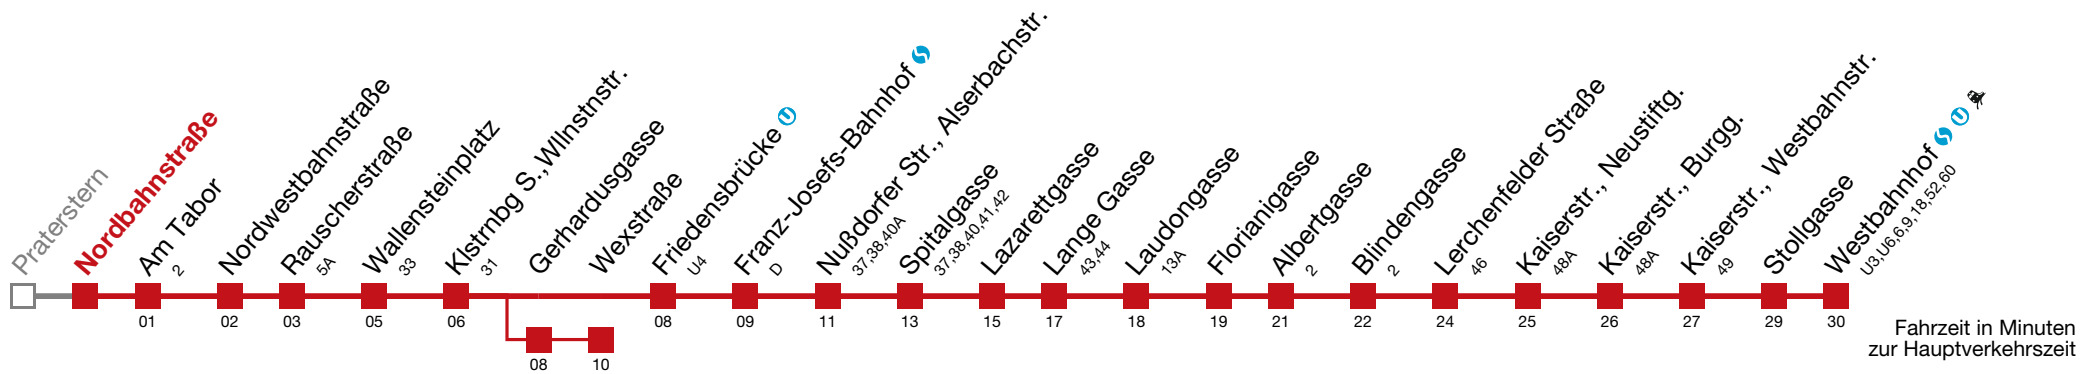 Praterstern
Nordbahnstraße
Am Tabor
2
Nordwestbahnstraße
Rauscherstraße
5A
Wallensteinplatz
33
Klstrnbg S.,Wllnstnstr.
31
Gerhardusgasse
Wexstraße
Friedensbrücke U
U4
Franz-Josefs-Bahnhof
D
Nußdorfer Str., Alserbachstr.
37,38,40A
Spitalgasse
37,38,40,41,42
Lazarettgasse
Lange Gasse
43,44
Laudongasse
13A
Florianigasse
Albertgasse
2
Blindengasse
2
Lerchenfelder Straße
46
Kaiserstr., Neustiftg.
48A
Kaiserstr., Burgg.
48A
Kaiserstr., Westbahnstr.
49
Stollgasse
Westbahnhof U
U3,U6,6,9,18,52,60
01 02 03 05 06 08 09 11 13 15 17 18 19 21 22 24 25 26 27 29 30
08 10
Fahrzeit in Minuten
zur Hauptverkehrszeit